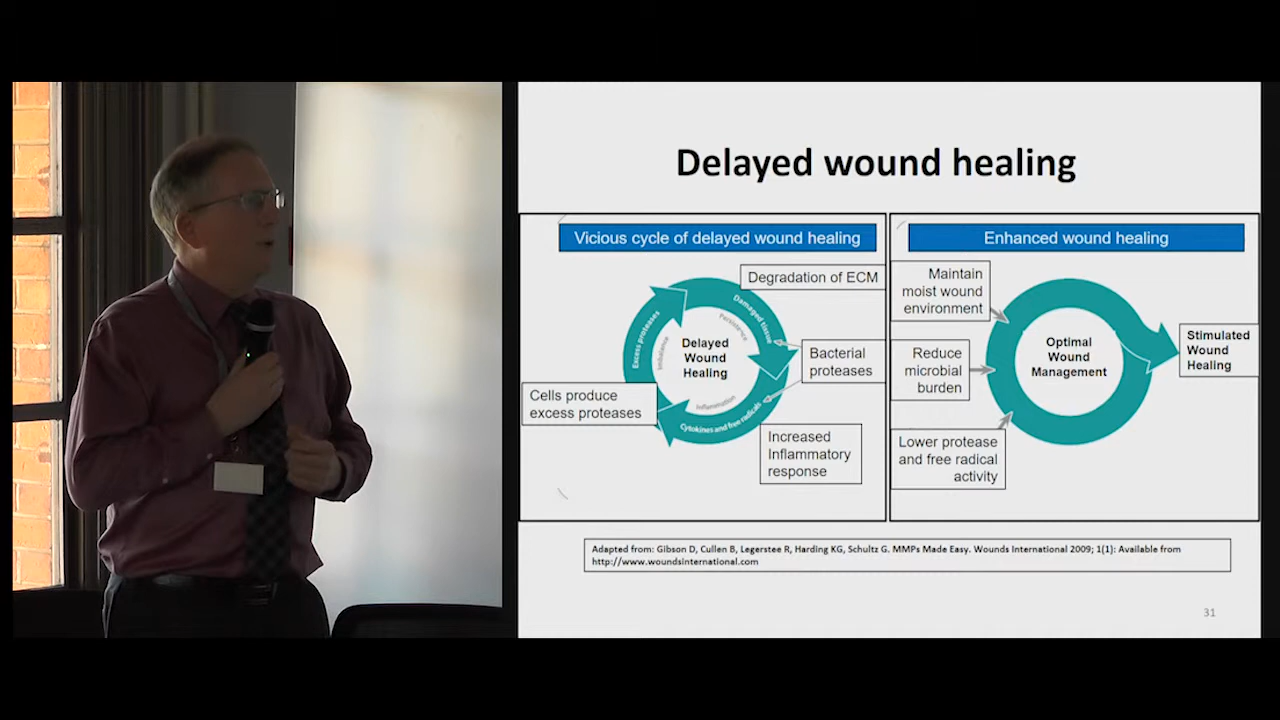 Delayed wound healing
Vicious cycle of delayed wound healing
Degradation of ECM
Damaged tissue
Persistence
Excess proteases
Imbalance
Delayed
Wound
Healing
Bacterial
proteases
Cells produce
excess proteases
Inflammation
Cytokines and free radicals
Increased
Inflammatory
response
Enhanced wound healing
Maintain
moist wound
environment
Reduce
microbial
burden
Lower protease
and free radical
activity
Optimal
Wound
Management
Stimulated
Wound
Healing
Adapted from: Gibson D, Cullen B, Legerstee R, Harding KG, Schultz G. MMPs Made Easy. Wounds International 2009; 1(1): Available from
http://www.woundsinternational.com
31